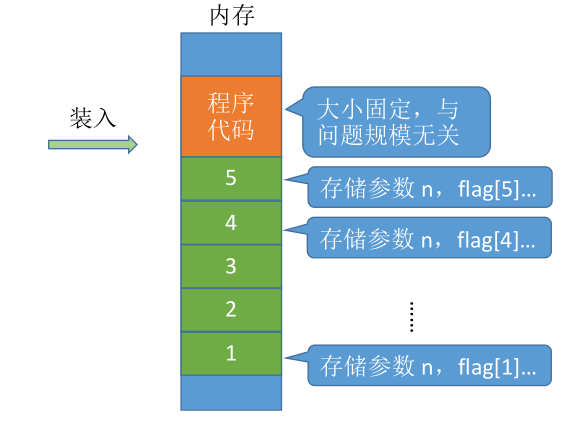 内存
装入
程序
代码
大小固定，与
问题规模无关
5
存储参数 n，flag[5]…
4
存储参数 n，flag[4]…
3
2
……
1
存储参数 n，flag[1]…